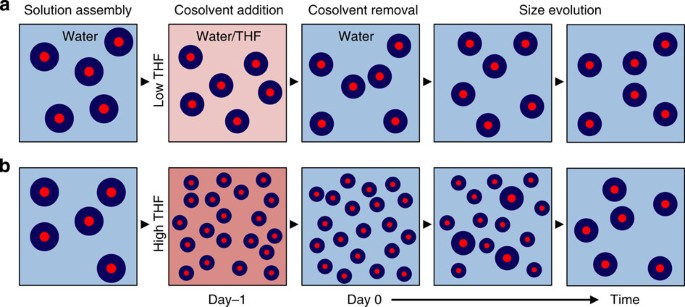 a
Solution assembly
Cosolvent addition
Cosolvent removal
Size evolution
Water
Low THF
Water/THF
Water
b
High THF
Day–1
Day 0
Time